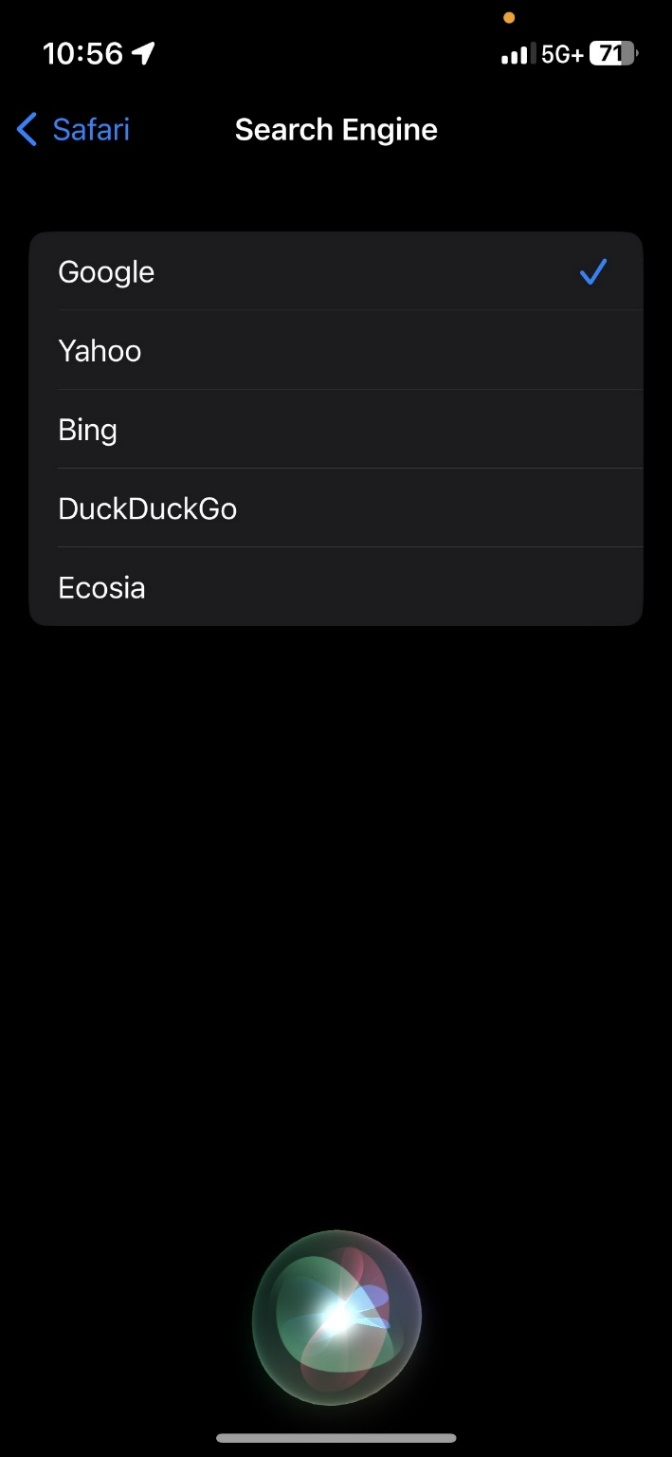 10:56 5G+ 71
Safari Search Engine
Google
Yahoo
Bing
DuckDuckGo
Ecosia